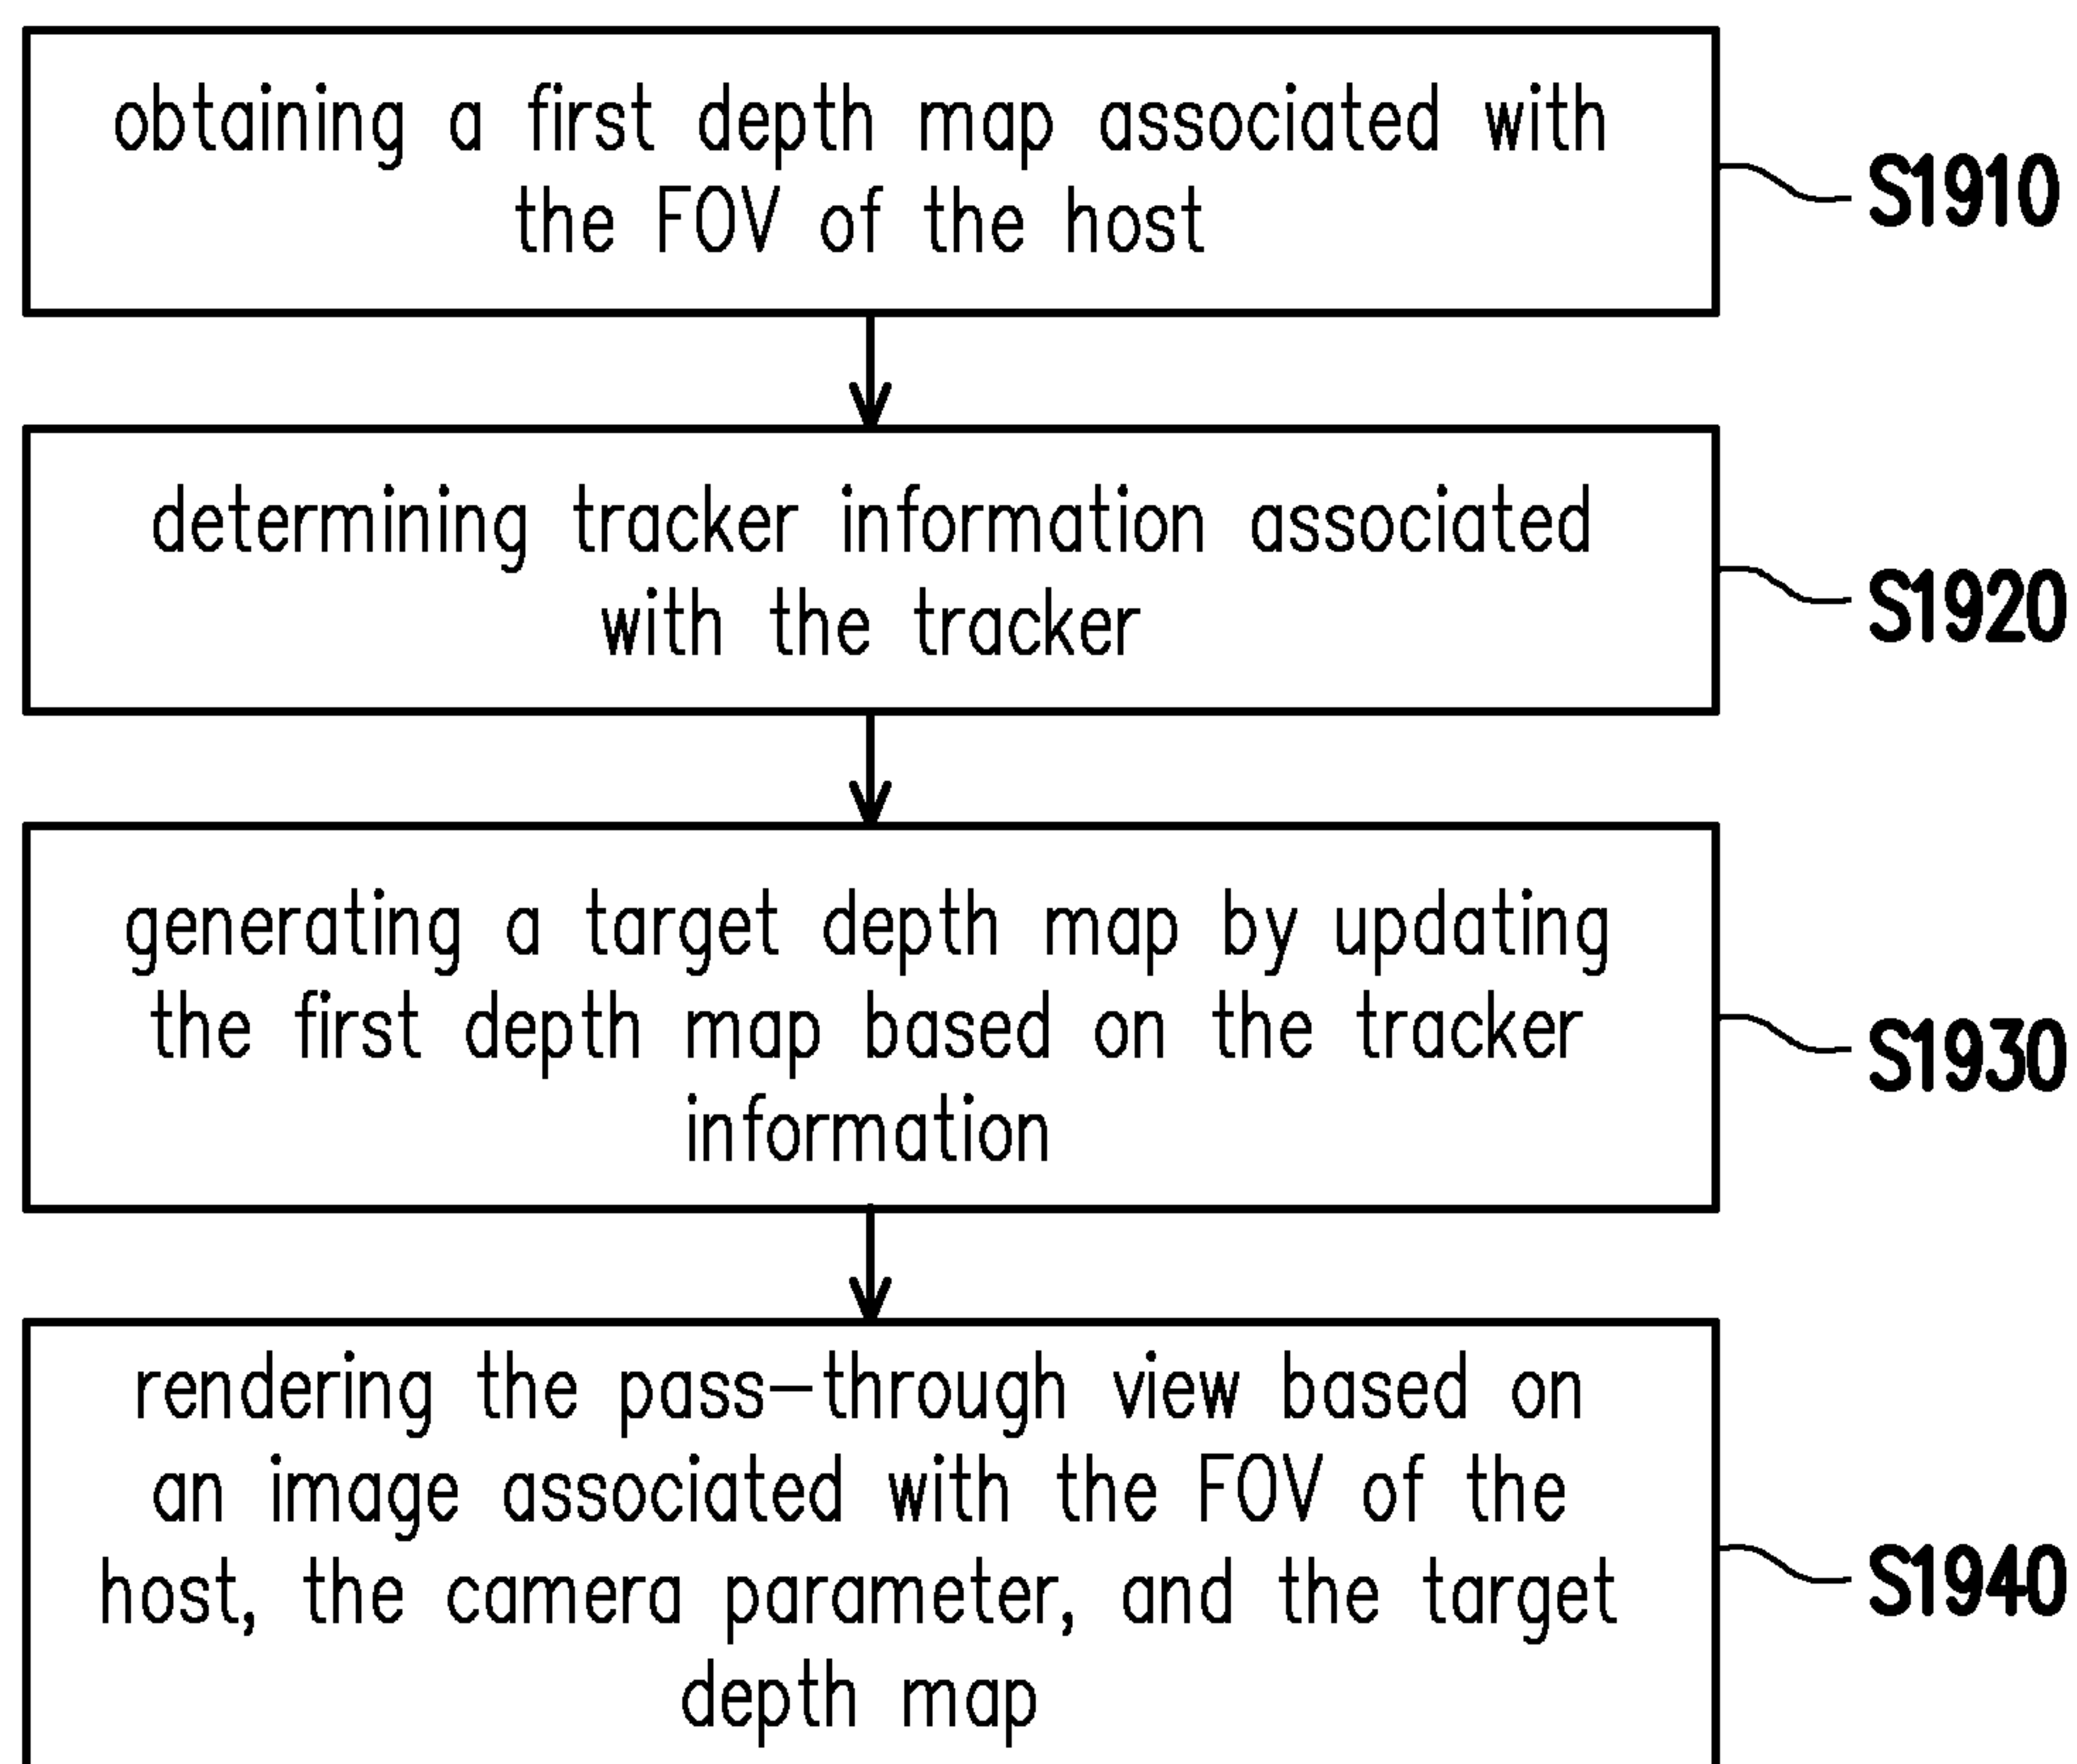 obtaining a first depth map associated with
the FOV of the host
S1910
determining tracker information associated
with the tracker
S1920
generating a target depth map by updating
the first depth map based on the tracker
information
S1930
rendering the pass-through view based on
an image associated with the FOV of the
host, the camera parameter, and the target
depth map
S1940